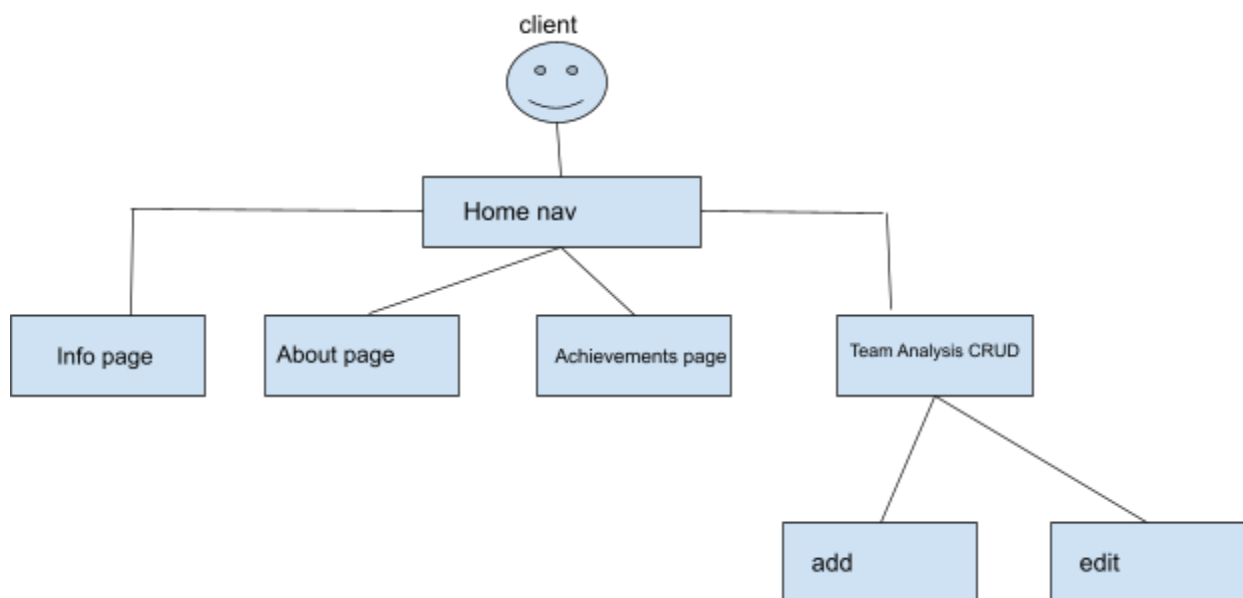 client
Home nav
Info page
About page
Achievements page
Team Analysis CRUD
add
edit